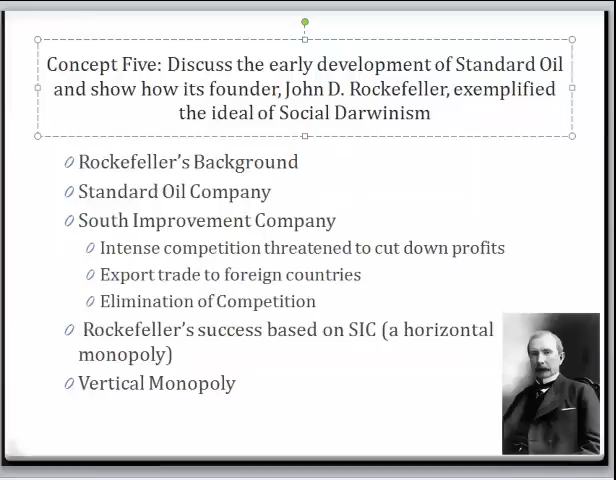 Concept Five: Discuss the early development of Standard Oil
and show how its founder, John D. Rockefeller, exemplified
the ideal of Social Darwinism
Rockefeller's Background
Standard Oil Company
South Improvement Company
Intense competition threatened to cut down profits
Export trade to foreign countries
Elimination of Competition
Rockefeller's success based on SIC (a horizontal
monopoly)
Vertical Monopoly